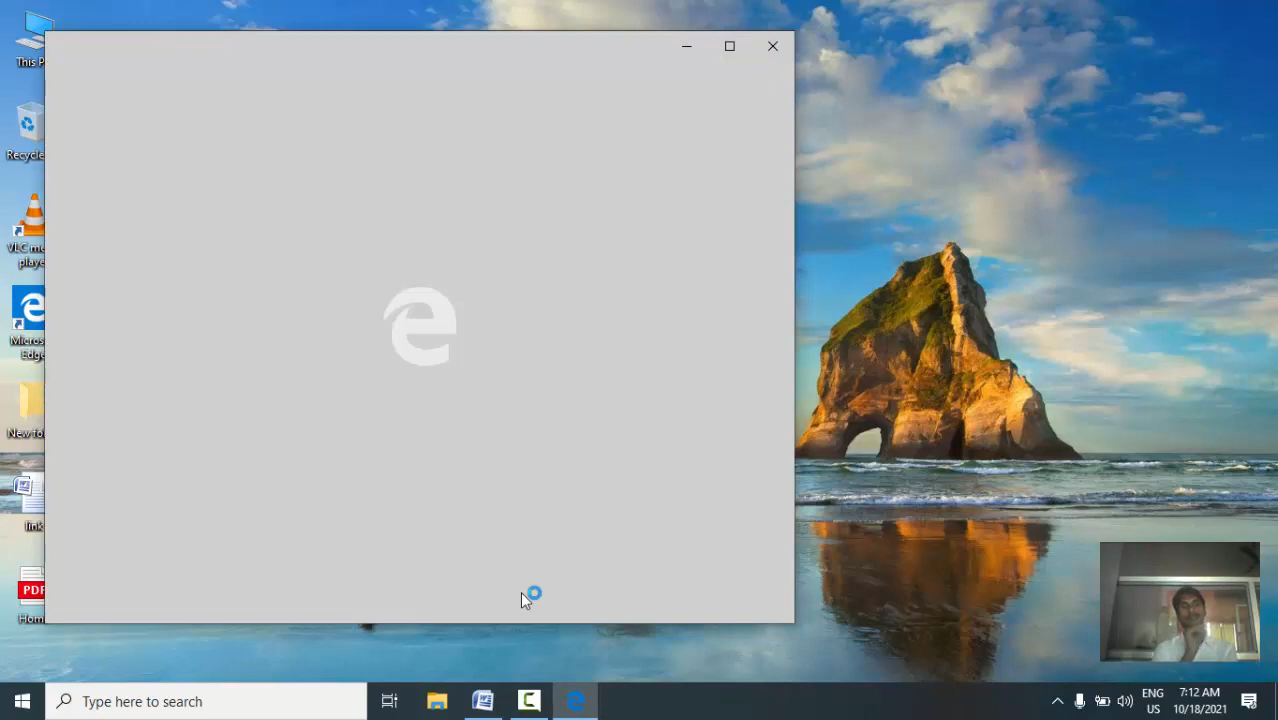 This P
Recycle
VLC me
playe
Micros
Edge
New fo
link
PDF
Hom
Type here to search
ENG
US
7:12 AM
10/18/2021